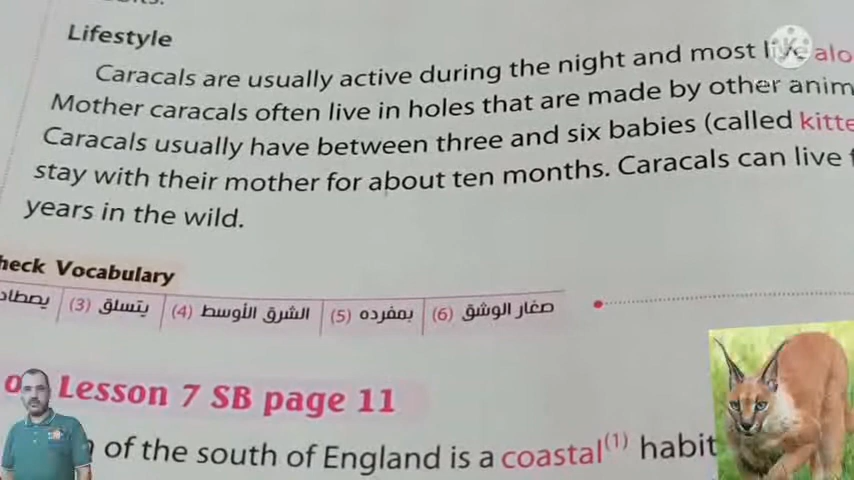 Lifestyle
Caracals are usually active during the night and most live alo
Mother caracals often live in holes that are made by other anim
Caracals usually have between three and six babies (called kitte
stay with their mother for about ten months. Caracals can live
years in the wild.
heck Vocabulary
يصطاد (3) يتسلق (4) الشرق الأوسط (5) بمفرده (6) صغار الوشق
Lesson 7 SB page 11
of the south of England is a coastal(1) habit